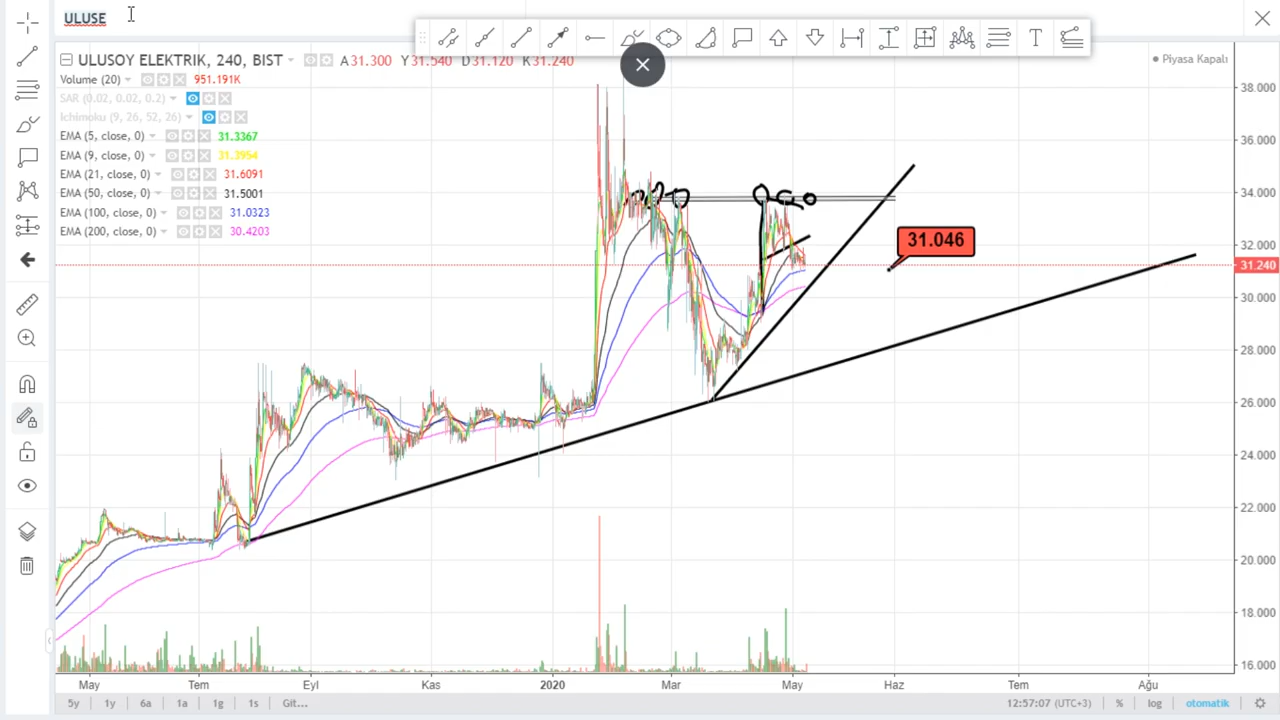 ULUSE
ULUSOY ELEKTRIK, 240, BIST A31.300 Y31.540 D31.120 K31.240
Piyasa Kapalı
Volume (20) 951.191K
SAR (0.02, 0.02, 0.2)
Ichimoku (9, 26, 52, 26)
EMA (5, close, 0) 31.3367
EMA (9, close, 0) 31.3954
EMA (21, close, 0) 31.6091
EMA (50, close, 0) 31.5001
EMA (100, close, 0) 31.0323
EMA (200, close, 0) 30.4203
31.046
38.000
36.000
34.000
32.000
31.240
30.000
28.000
26.000
24.000
22.000
20.000
18.000
16.000
May Tem Eyl Kas 2020 Mar May Haz Tem Ağu
5y 1y 6a 1a 1g 1s Git... 12:57:07 (UTC+3) % log otomatik